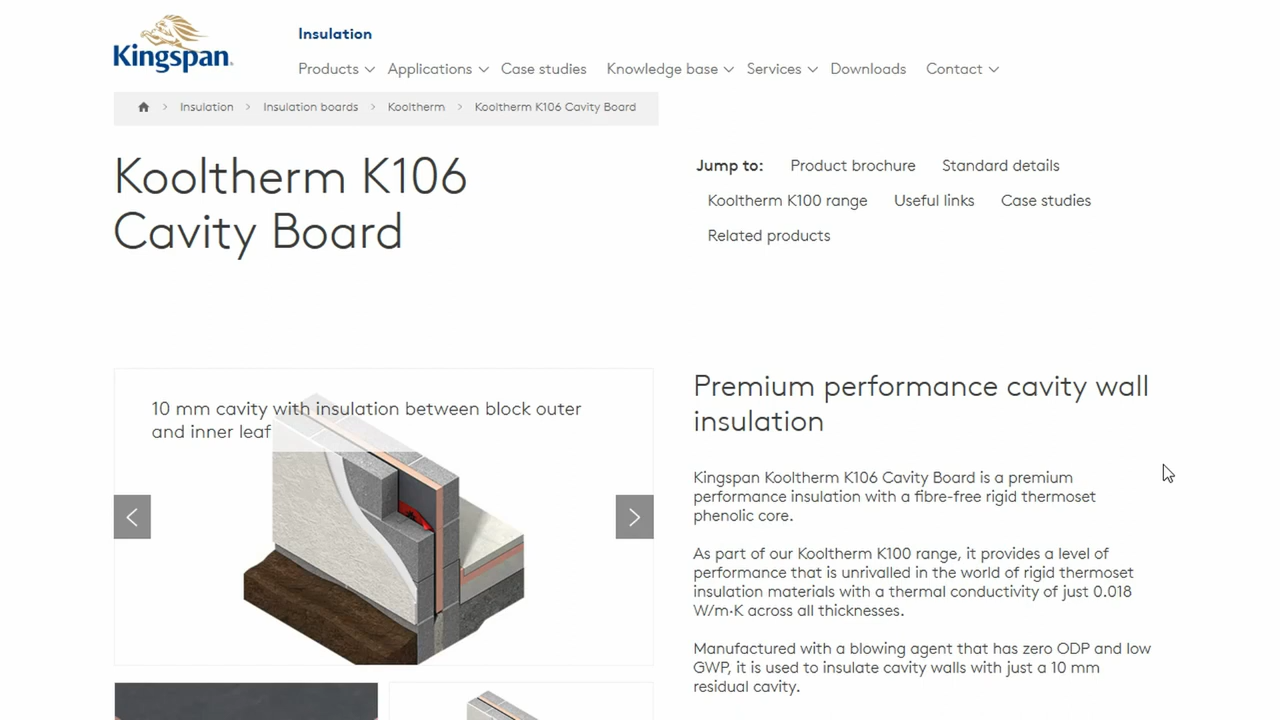 Kingspan
Insulation
Products Applications Case studies Knowledge base Services Downloads Contact
Insulation Insulation boards Kooltherm Kooltherm K106 Cavity Board
Kooltherm K106
Cavity Board
Jump to: Product brochure Standard details
Kooltherm K100 range Useful links Case studies
Related products
10 mm cavity with insulation between block outer
and inner leaf
Premium performance cavity wall
insulation
Kingspan Kooltherm K106 Cavity Board is a premium
performance insulation with a fibre-free rigid thermoset
phenolic core.
As part of our Kooltherm K100 range, it provides a level of
performance that is unrivalled in the world of rigid thermoset
insulation materials with a thermal conductivity of just 0.018
W/m·K across all thicknesses.
Manufactured with a blowing agent that has zero ODP and low
GWP, it is used to insulate cavity walls with just a 10 mm
residual cavity.